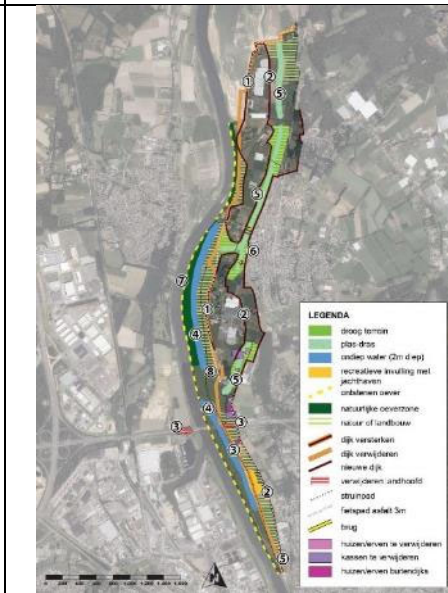 1
2
5
5
6
7
1
2
4
8
5
4
3
3
3
2
5
LEGENDA
droog terrein
plas-dras
ondiep water (2m diep)
recreatieve invulling met
jachthaven
ontstenen oever
natuurlijke oeverzone
natuur of landbouw
dijk versterken
dijk verwijderen
nieuwe dijk
verwijderen landhoofd
struinpad
fietspad asfalt 3m
brug
huizen/erven te verwijderen
kassen te verwijderen
huizen/erven buitendijks
N